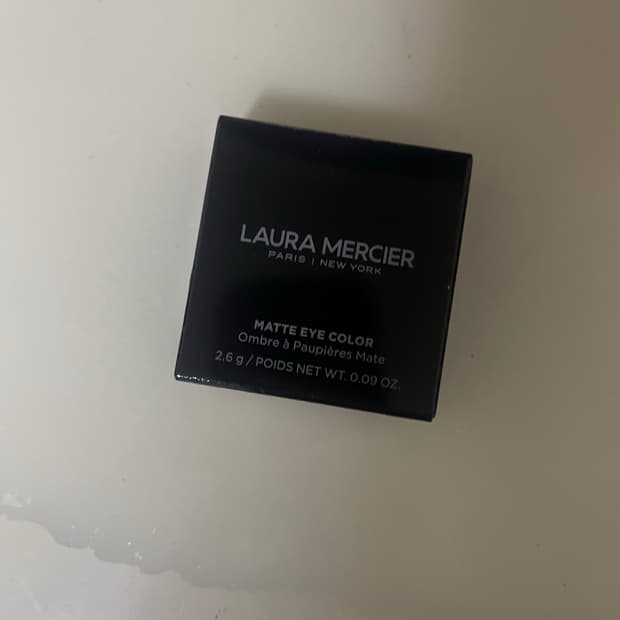 LAURA MERCIER
PARIS | NEW YORK
MATTE EYE COLOR
Ombre à Paupières Mate
2.6 g / POIDS NET WT. 0.09 OZ.